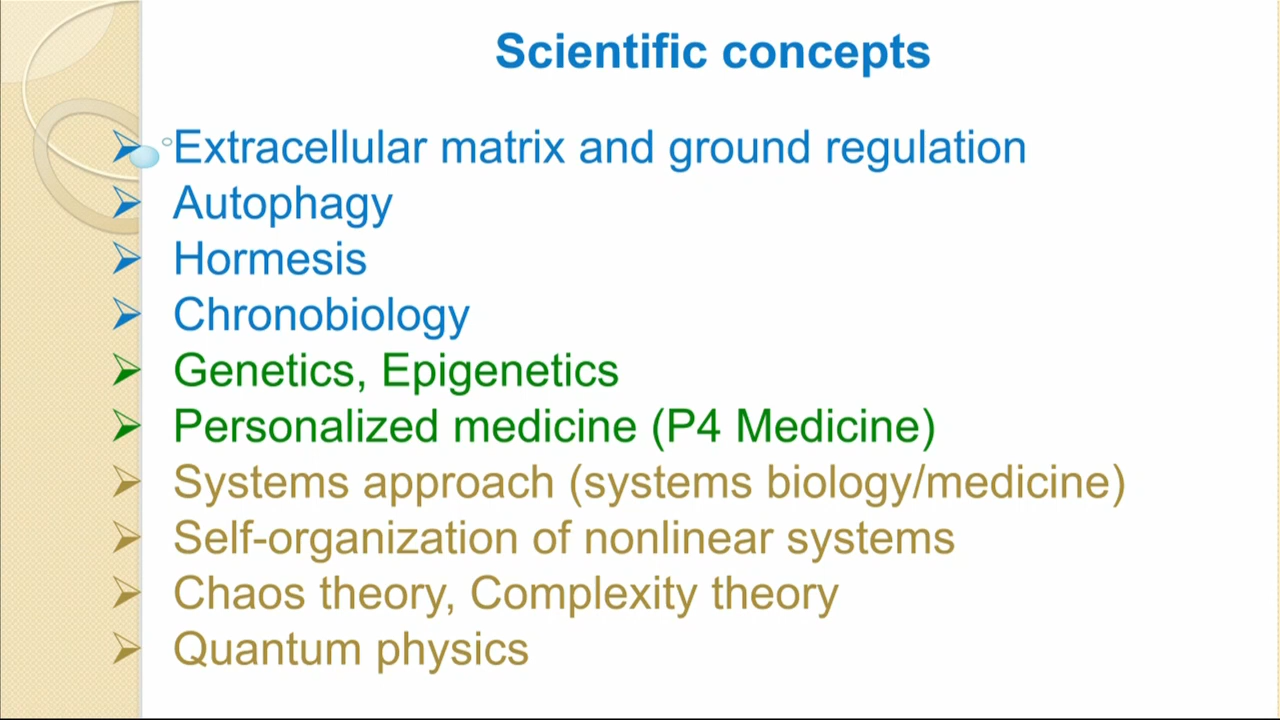 Scientific concepts
Extracellular matrix and ground regulation
Autophagy
Hormesis
Chronobiology
Genetics, Epigenetics
Personalized medicine (P4 Medicine)
Systems approach (systems biology/medicine)
Self-organization of nonlinear systems
Chaos theory, Complexity theory
Quantum physics